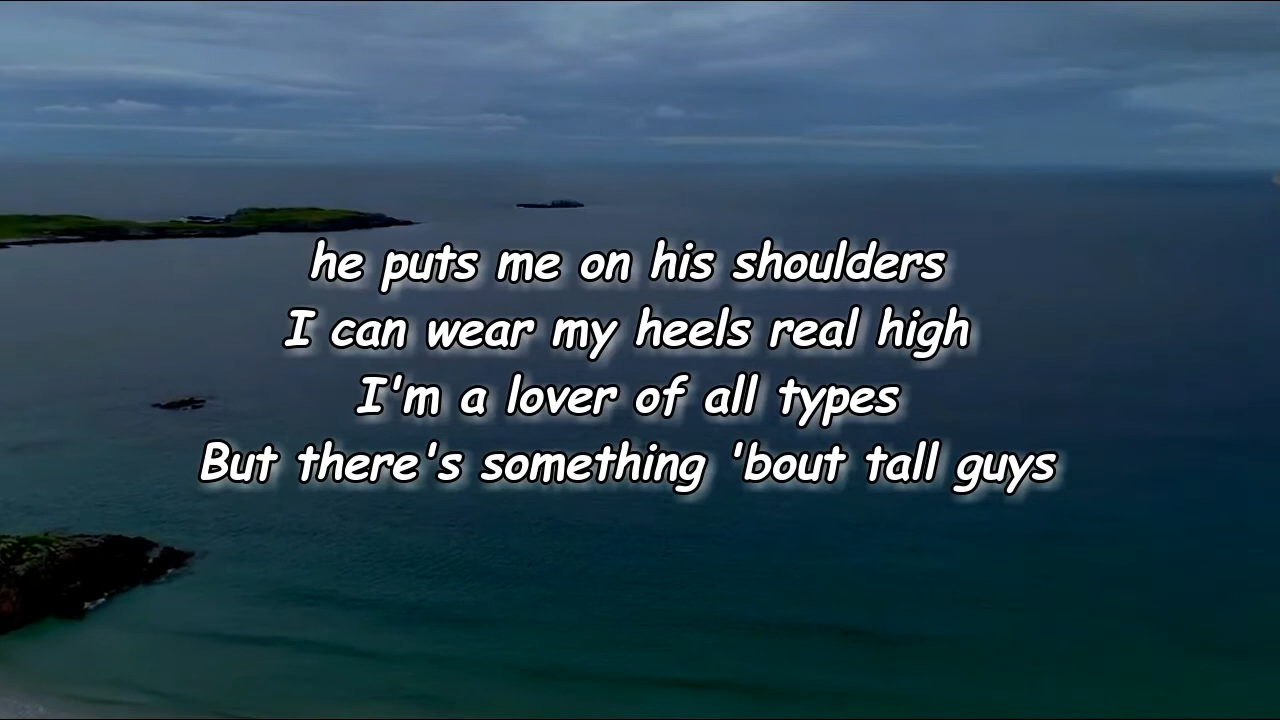 he puts me on his shoulders
I can wear my heels real high
I'm a lover of all types
But there's something 'bout tall guys